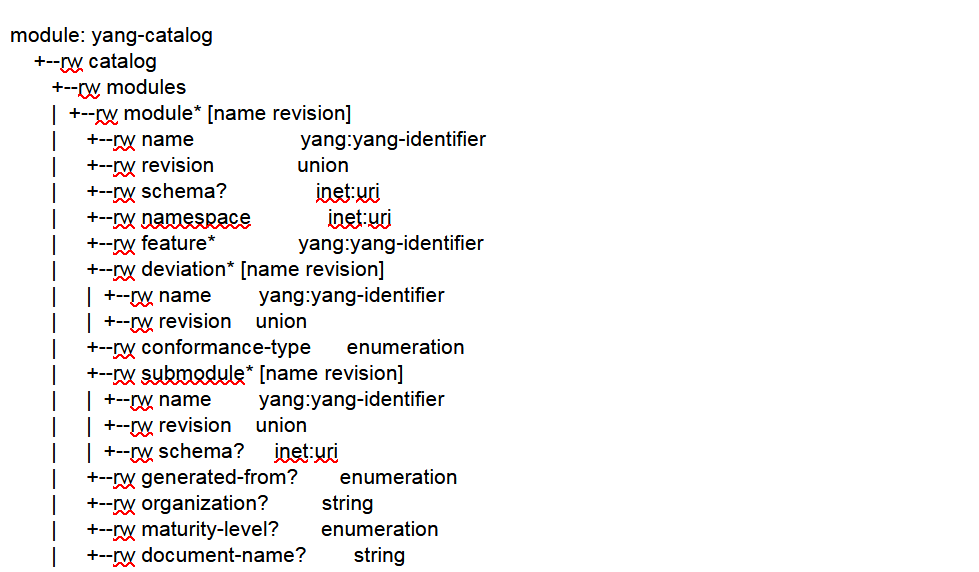 module: yang-catalog
+--rw catalog
+--rw modules
| +--rw module* [name revision]
| +--rw name yang:yang-identifier
| +--rw revision union
| +--rw schema? inet:uri
| +--rw namespace inet:uri
| +--rw feature* yang:yang-identifier
| +--rw deviation* [name revision]
| | +--rw name yang:yang-identifier
| | +--rw revision union
| +--rw conformance-type enumeration
| +--rw submodule* [name revision]
| | +--rw name yang:yang-identifier
| | +--rw revision union
| | +--rw schema? inet:uri
| +--rw generated-from? enumeration
| +--rw organization? string
| +--rw maturity-level? enumeration
| +--rw document-name? string